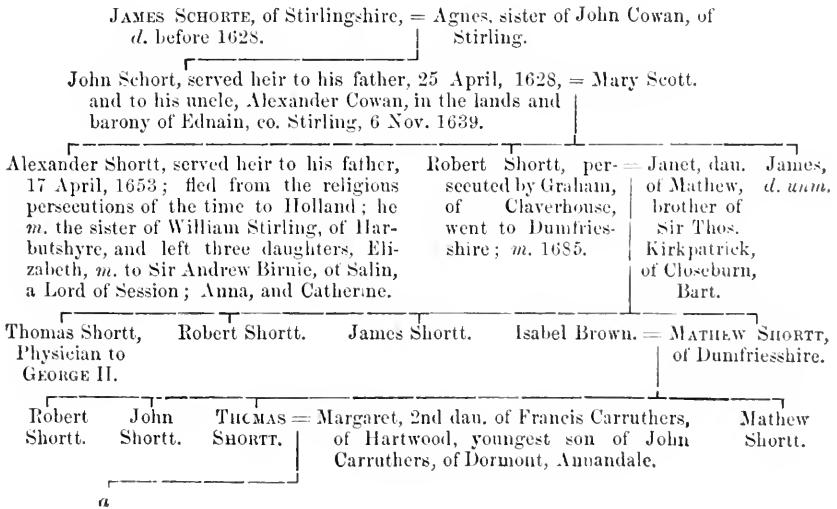 JAMES SCHORTE, of Stirlingshire, = Agnes, sister of John Cowan, of
d. before 1628. Stirling.
John Schort, served heir to his father, 25 April, 1628, = Mary Scott.
and to his uncle, Alexander Cowan, in the lands and
barony of Ednain, co. Stirling, 6 Nov. 1639.
Alexander Shortt, served heir to his father,
17 April, 1653; fled from the religious
persecutions of the time to Holland; he
m. the sister of William Stirling, of Har-
butshyre, and left three daughters, Eli-
zabeth, m. to Sir Andrew Birnie, of Salin,
a Lord of Session; Anna, and Catherine.
Robert Shortt, per-
secuted by Graham,
of Claverhouse,
went to Dumfries-
shire; m. 1685.
= Janet, dau.
of Mathew,
brother of
Sir Thos.
Kirkpatrick,
of Closeburn,
Bart.
James,
d. unm.
Thomas Shortt,
Physician to
GEORGE II.
Robert Shortt.
James Shortt.
Isabel Brown. = MATHEW SHORTT,
of Dumfriesshire.
Robert
Shortt.
John
Shortt.
THOMAS
SHORTT.
= Margaret, 2nd dau. of Francis Carruthers,
of Hartwood, youngest son of John
Carruthers, of Dormont, Annandale.
Mathew
Shortt.
a